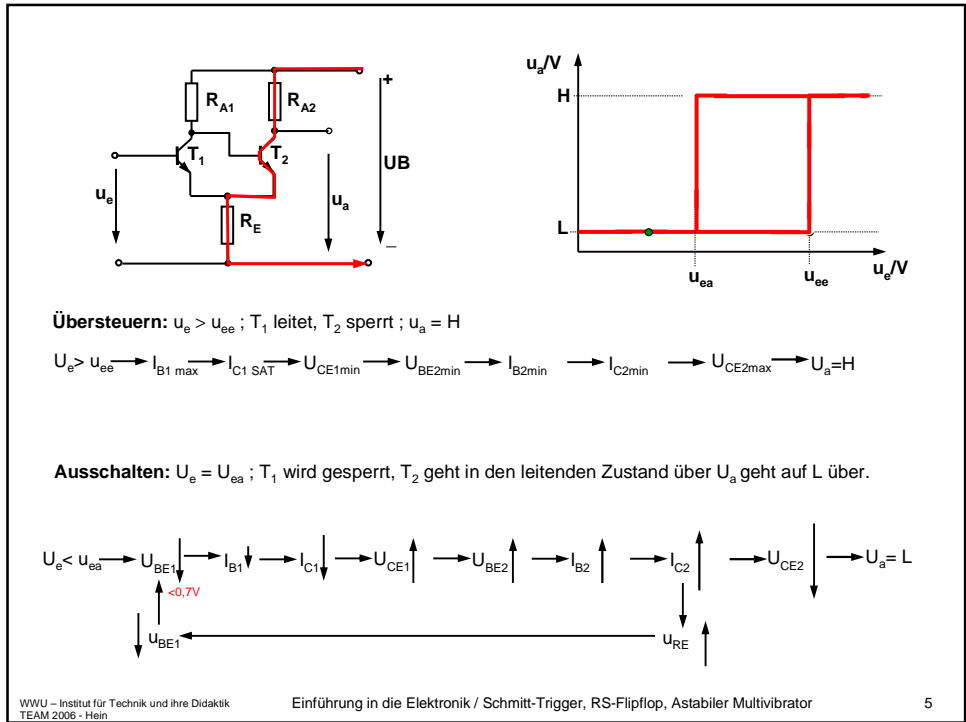 u_a/V
H
L
u_ea
u_ee
u_e/V
+
R_A1
R_A2
T_1
T_2
UB
u_e
u_a
R_E
_
Übersteuern: u_e > u_ee ; T_1 leitet, T_2 sperrt ; u_a = H
U_e> u_ee I_B1 max I_C1 SAT U_CE1min U_BE2min I_B2min I_C2min U_CE2max U_a=H
Ausschalten: U_e = U_ea ; T_1 wird gesperrt, T_2 geht in den leitenden Zustand über U_a geht auf L über.
U_e< u_ea U_BE1 I_B1 I_C1 U_CE1 U_BE2 I_B2 I_C2 U_CE2 U_a= L
<0,7V
u_BE1 u_RE
WWU – Institut für Technik und ihre Didaktik
TEAM 2006 - Hein
Einführung in die Elektronik / Schmitt-Trigger, RS-Flipflop, Astabiler Multivibrator
5